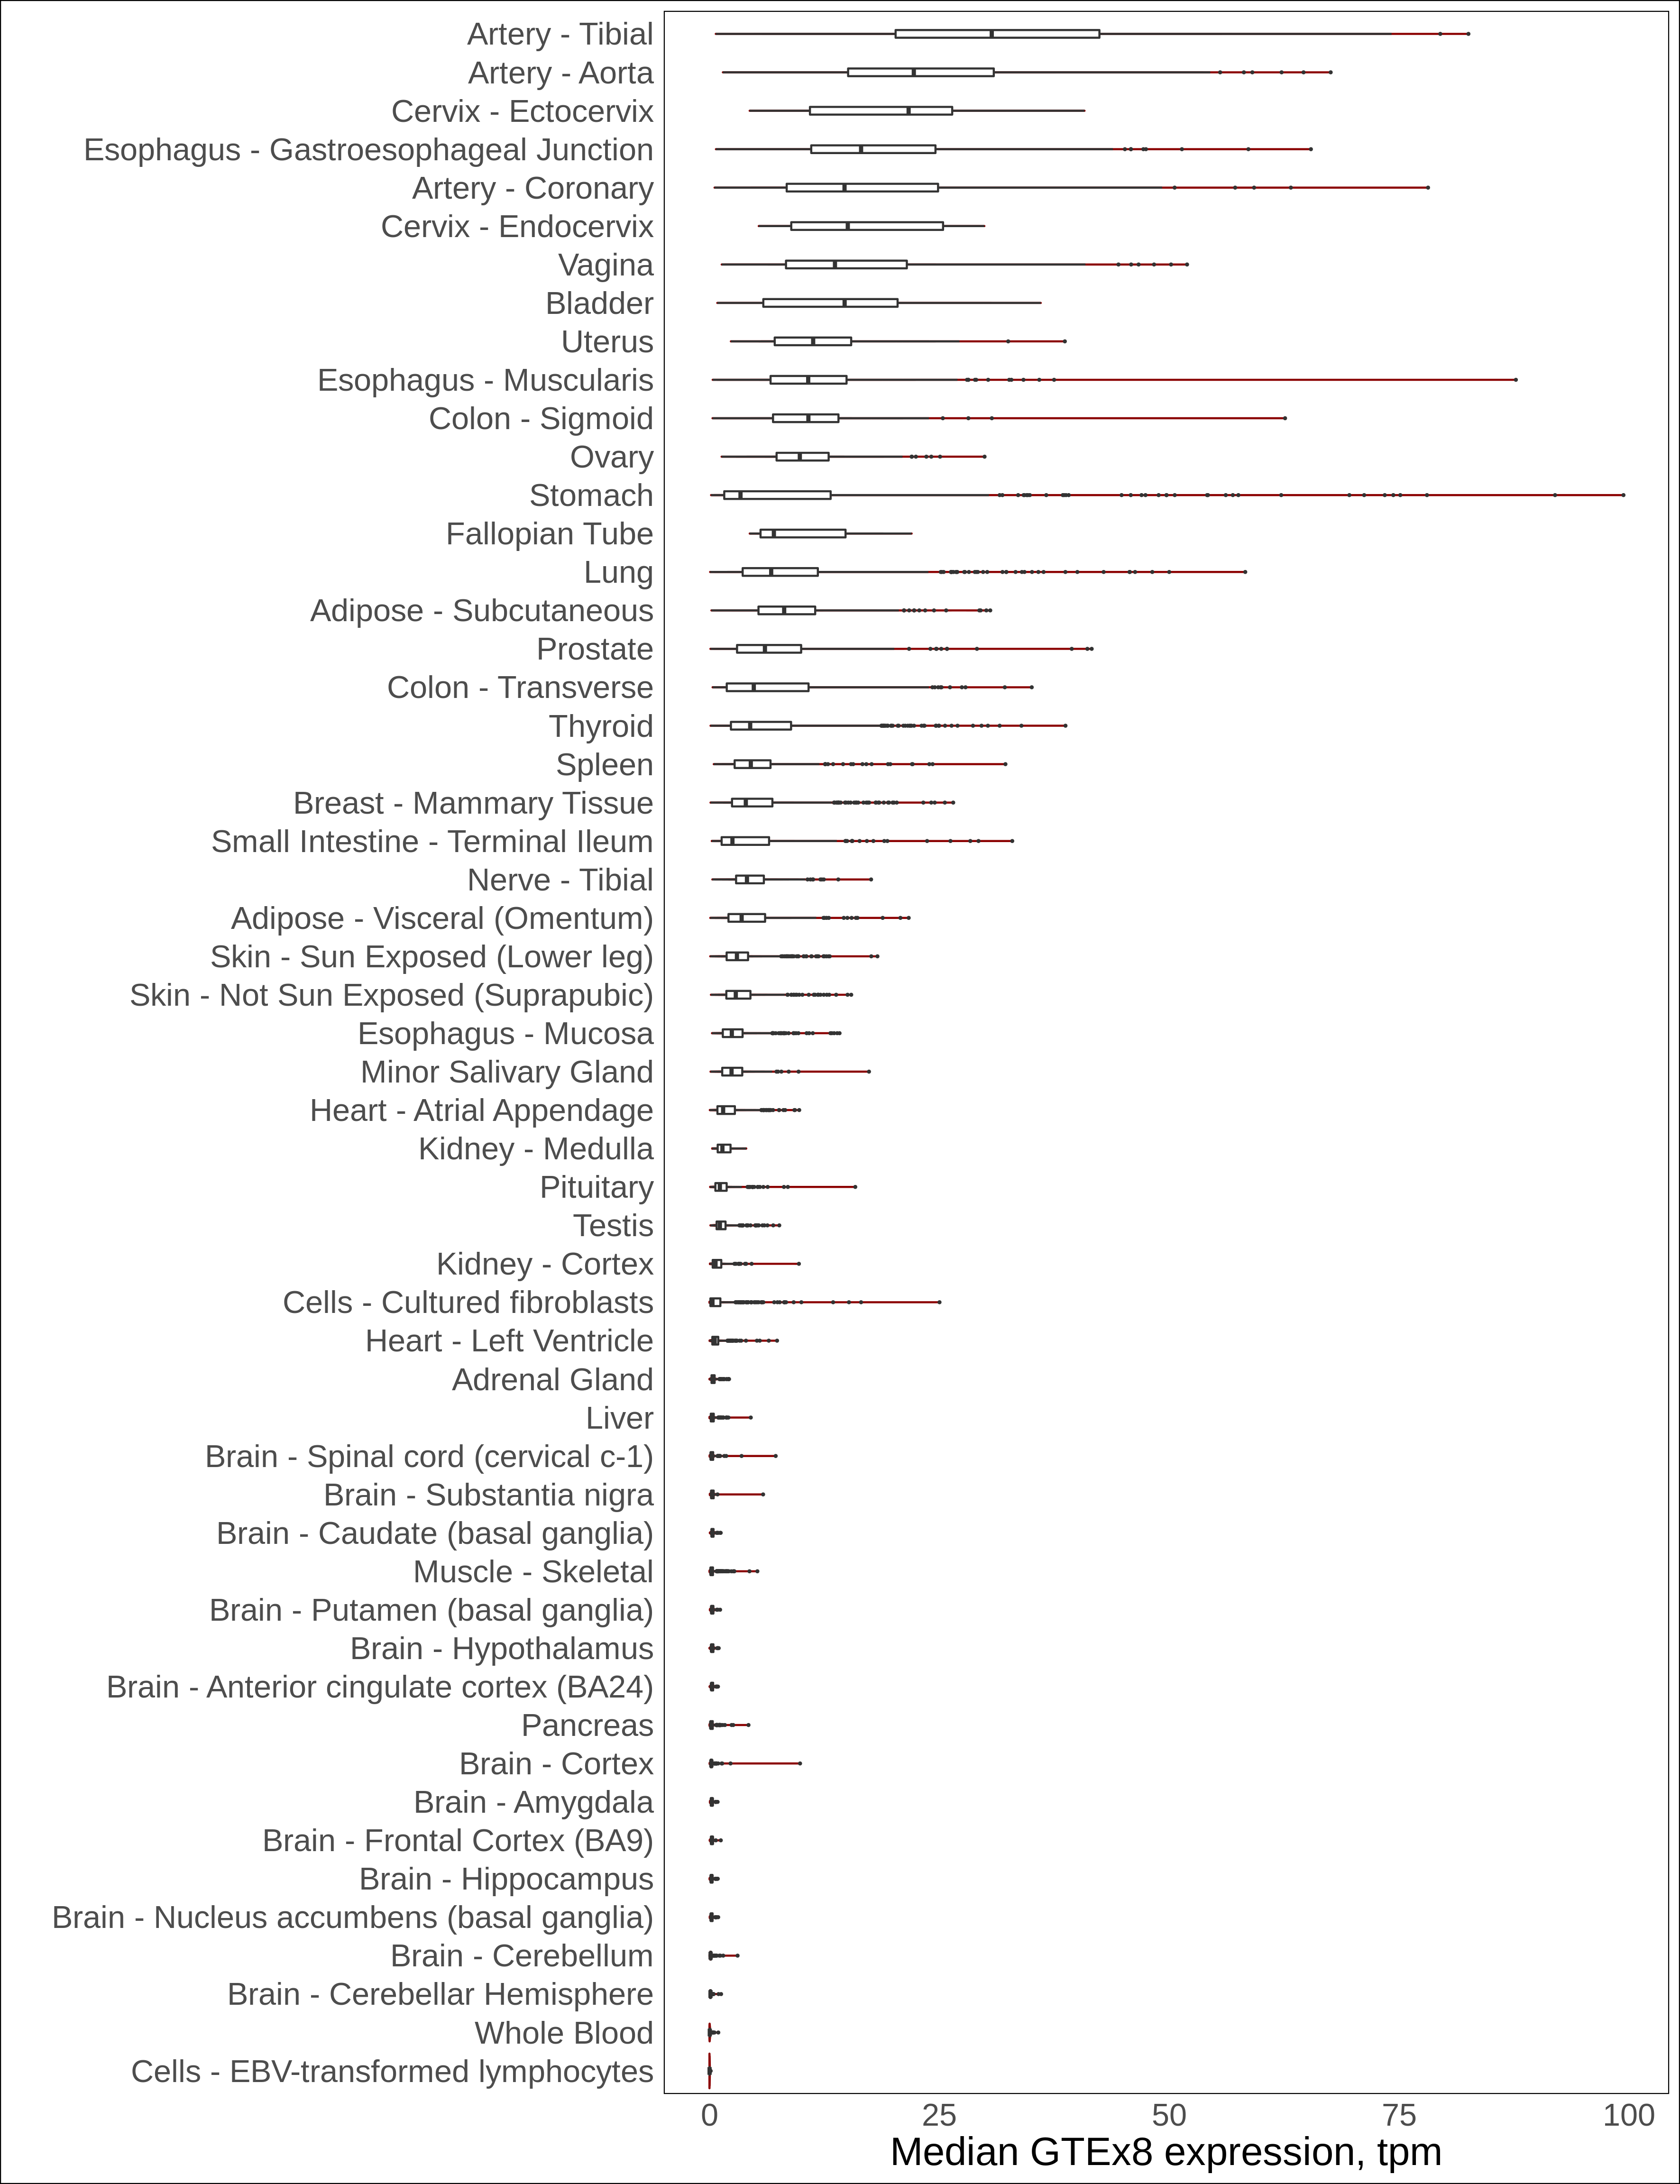 Artery - Tibial
Artery - Aorta
Cervix - Ectocervix
Esophagus - Gastroesophageal Junction
Artery - Coronary
Cervix - Endocervix
Vagina
Bladder
Uterus
Esophagus - Muscularis
Colon - Sigmoid
Ovary
Stomach
Fallopian Tube
Lung
Adipose - Subcutaneous
Prostate
Colon - Transverse
Thyroid
Spleen
Breast - Mammary Tissue
Small Intestine - Terminal Ileum
Nerve - Tibial
Adipose - Visceral (Omentum)
Skin - Sun Exposed (Lower leg)
Skin - Not Sun Exposed (Suprapubic)
Esophagus - Mucosa
Minor Salivary Gland
Heart - Atrial Appendage
Kidney - Medulla
Pituitary
Testis
Kidney - Cortex
Cells - Cultured fibroblasts
Heart - Left Ventricle
Adrenal Gland
Liver
Brain - Spinal cord (cervical c-1)
Brain - Substantia nigra
Brain - Caudate (basal ganglia)
Muscle - Skeletal
Brain - Putamen (basal ganglia)
Brain - Hypothalamus
Brain - Anterior cingulate cortex (BA24)
Pancreas
Brain - Cortex
Brain - Amygdala
Brain - Frontal Cortex (BA9)
Brain - Hippocampus
Brain - Nucleus accumbens (basal ganglia)
Brain - Cerebellum
Brain - Cerebellar Hemisphere
Whole Blood
Cells - EBV-transformed lymphocytes
0 25 50 75 100
Median GTEx8 expression, tpm